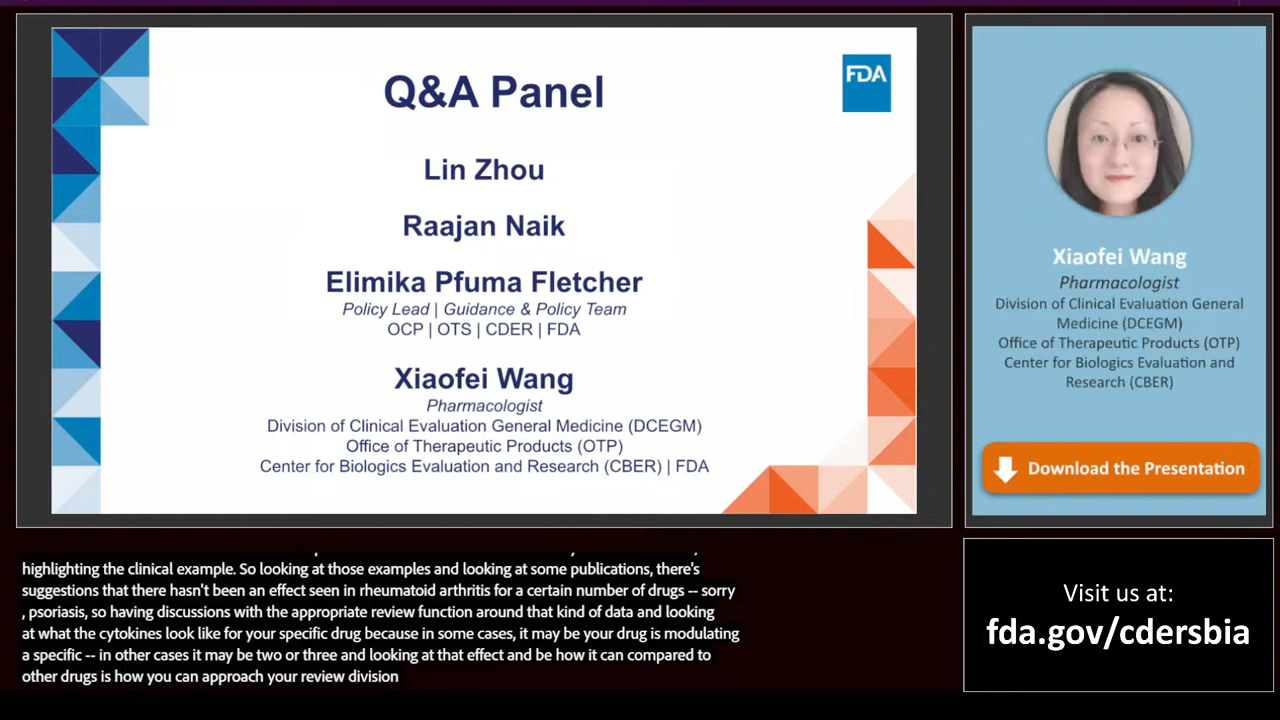 Q&A Panel
FDA
Lin Zhou
Raajan Naik
Elimika Pfuma Fletcher
Policy Lead | Guidance & Policy Team
OCP | OTS | CDER | FDA
Xiaofei Wang
Pharmacologist
Division of Clinical Evaluation General Medicine (DCEGM)
Office of Therapeutic Products (OTP)
Center for Biologics Evaluation and Research (CBER) | FDA
Xiaofei Wang
Pharmacologist
Division of Clinical Evaluation General
Medicine (DCEGM)
Office of Therapeutic Products (OTP)
Center for Biologics Evaluation and
Research (CBER)
Download the Presentation
highlighting the clinical example. So looking at those examples and looking at some publications, there's
suggestions that there hasn't been an effect seen in rheumatoid arthritis for a certain number of drugs -- sorry
, psoriasis, so having discussions with the appropriate review function around that kind of data and looking
at what the cytokines look like for your specific drug because in some cases, it may be your drug is modulating
a specific -- in other cases it may be two or three and looking at that effect and be how it can compared to
other drugs is how you can approach your review division
Visit us at:
fda.gov/cdersbia